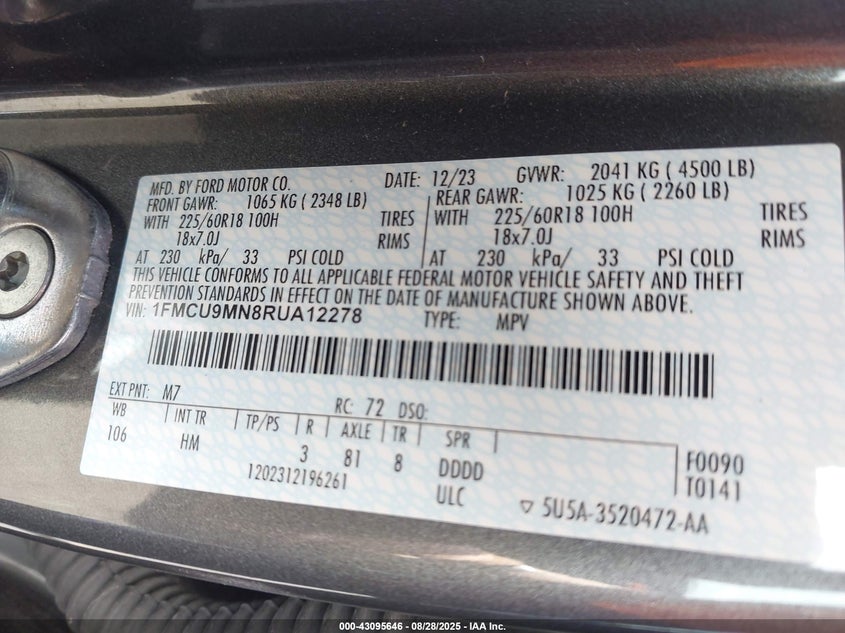 MFD. BY FORD MOTOR CO. DATE: 12/23 GVWR: 2041 KG ( 4500 LB)
FRONT GAWR: 1065 KG ( 2348 LB) REAR GAWR: 1025 KG ( 2260 LB)
WITH 225/60R18 100H TIRES WITH 225/60R18 100H TIRES
18x7.0J RIMS 18x7.0J RIMS
AT 230 kPa/ 33 PSI COLD AT 230 kPa/ 33 PSI COLD
THIS VEHICLE CONFORMS TO ALL APPLICABLE FEDERAL MOTOR VEHICLE SAFETY AND THEFT
PREVENTION STANDARDS IN EFFECT ON THE DATE OF MANUFACTURE SHOWN ABOVE.
VIN: 1FMCU9MN8RUA12278 TYPE: MPV
EXT PNT: M7 RC: 72 DSO:
WB INT TR TP/PS R AXLE TR SPR
106 HM 3 81 8 DDDD F0090
1202312196261 ULC T0141
▽ 5U5A-3520472-AA
000-43095646 - 08/28/2025 - IAA Inc.